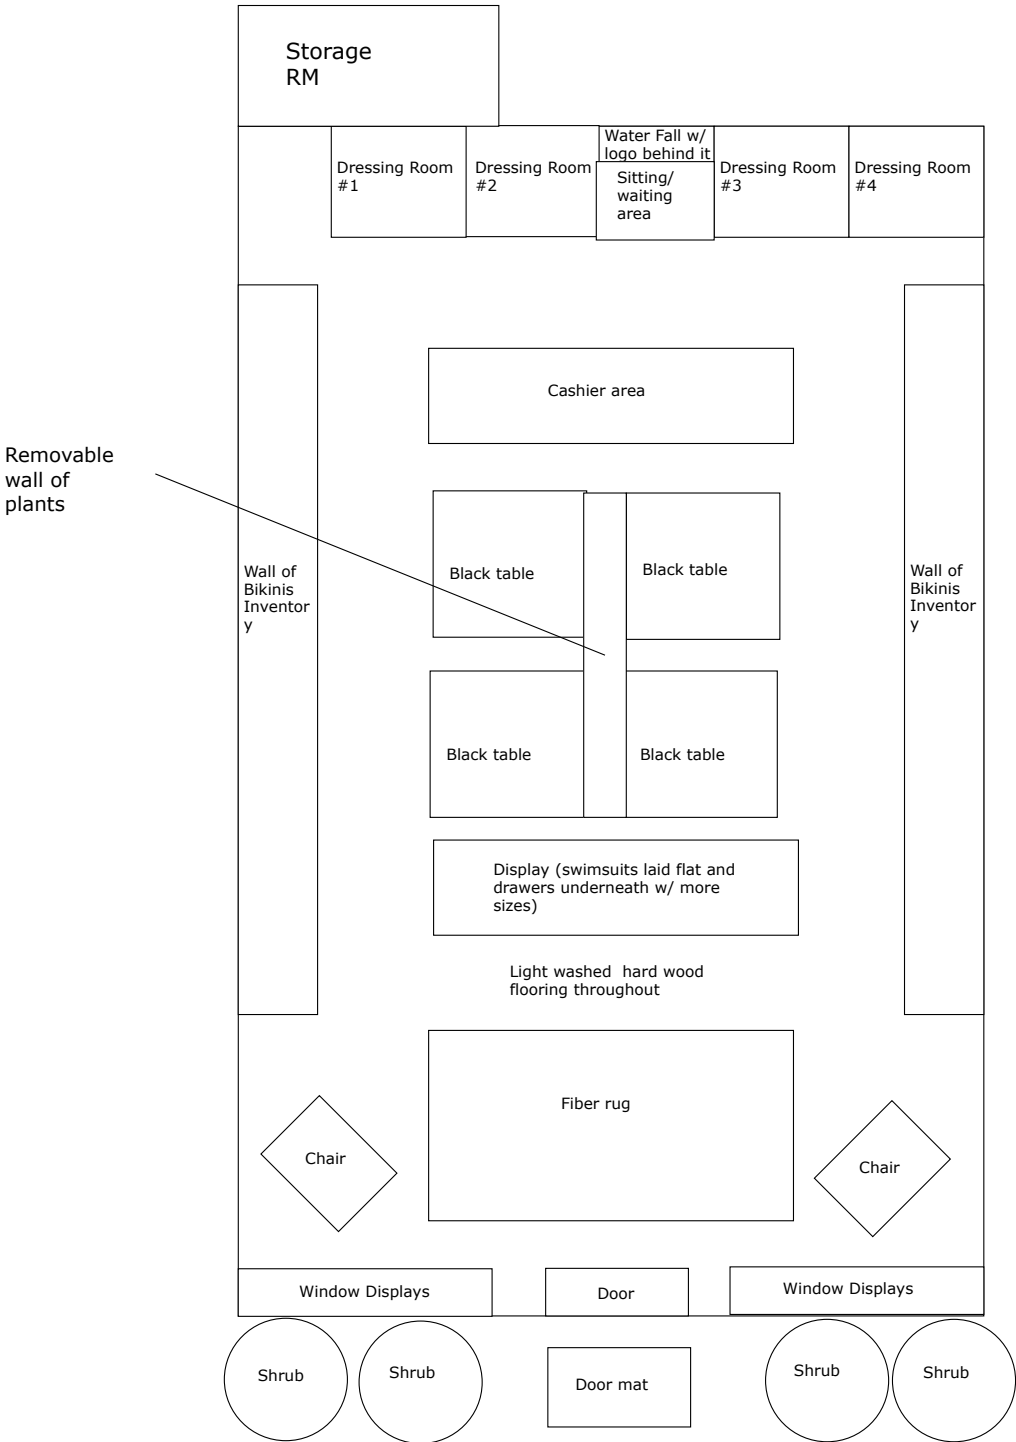 Storage
RM
Water Fall w/
logo behind it
Dressing Room
#1
Dressing Room
#2
Sitting/
waiting
area
Dressing Room
#3
Dressing Room
#4
Cashier area
Removable
wall of
plants
Wall of
Bikinis
Inventor
y
Black table
Black table
Wall of
Bikinis
Inventor
y
Black table
Black table
Display (swimsuits laid flat and
drawers underneath w/ more
sizes)
Light washed  hard wood
flooring throughout
Fiber rug
Chair
Chair
Window Displays
Door
Window Displays
Shrub
Shrub
Door mat
Shrub
Shrub